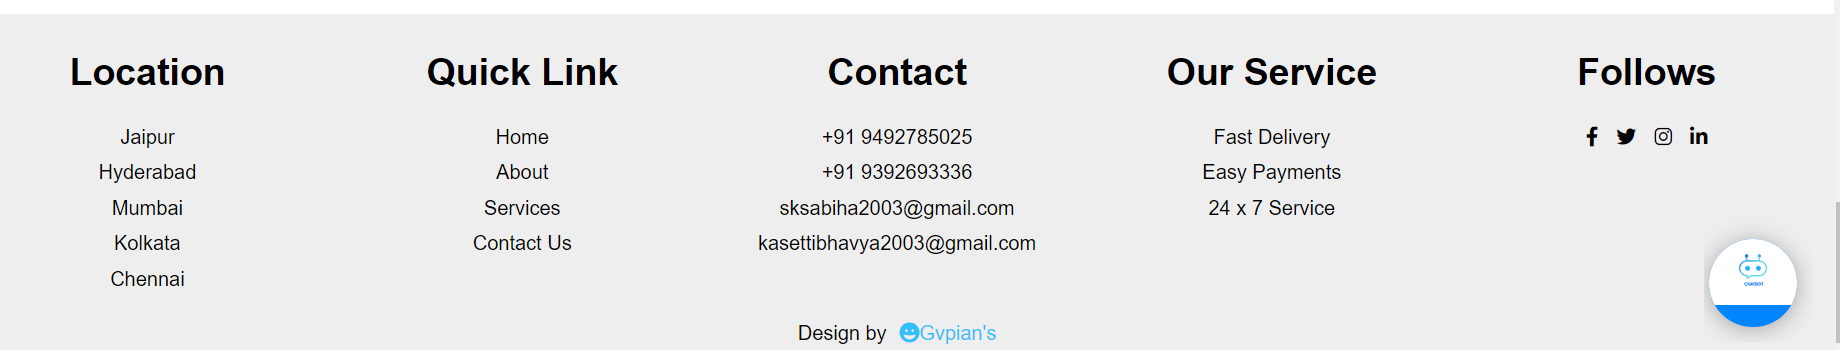 Location
Jaipur
Hyderabad
Mumbai
Kolkata
Chennai
Quick Link
Home
About
Services
Contact Us
Contact
+91 9492785025
+91 9392693336
sksabiha2003@gmail.com
kasettibhavya2003@gmail.com
Our Service
Fast Delivery
Easy Payments
24 x 7 Service
Follows
CHATBOT
Design by Gvpian's